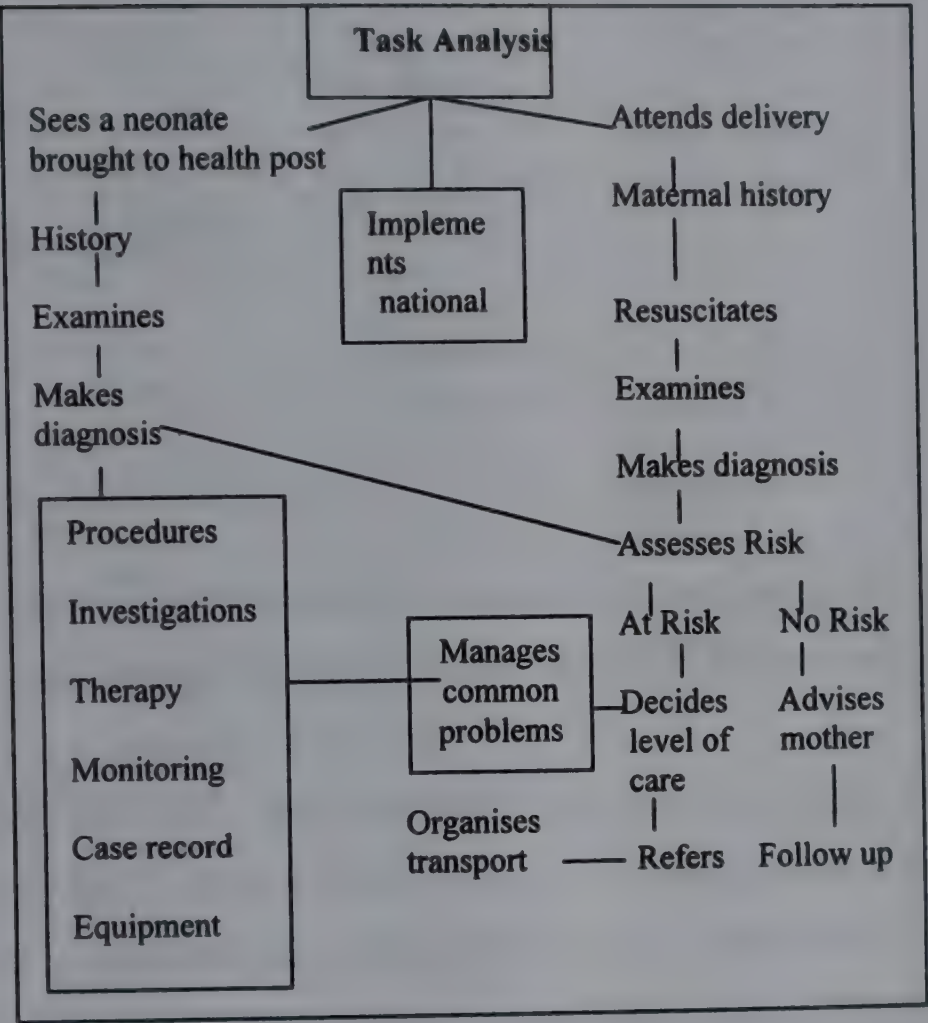 Task Analysis
Sees a neonate
brought to health post
History
Examines
Makes
diagnosis
Procedures
Investigations
Therapy
Monitoring
Case record
Equipment
Impleme
nts
national
Manages
common
problems
Organises
transport
Attends delivery
Maternal history
Resuscitates
Examines
Makes diagnosis
Assesses Risk
At Risk
Decides
level of
care
Refers
No Risk
Advises
mother
Follow up